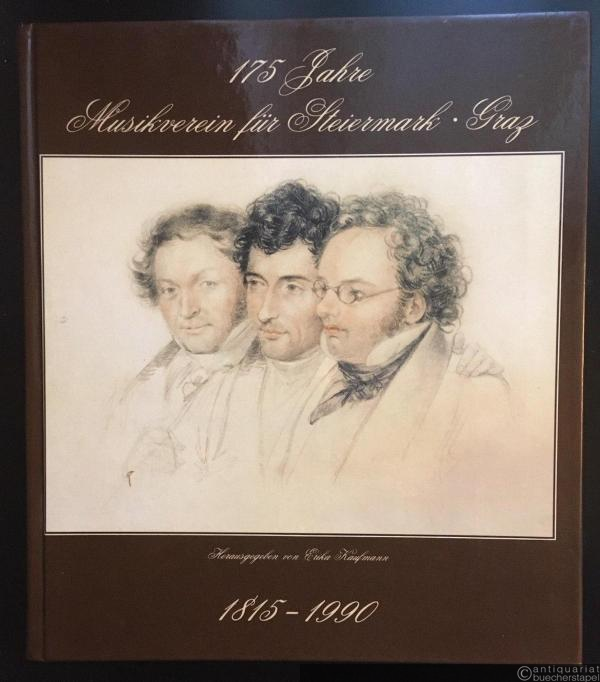 175 Jahre
Musikverein für Steiermark · Graz
Herausgegeben von Erika Kaufmann
1815 – 1990
antiquariat
buecherstapel